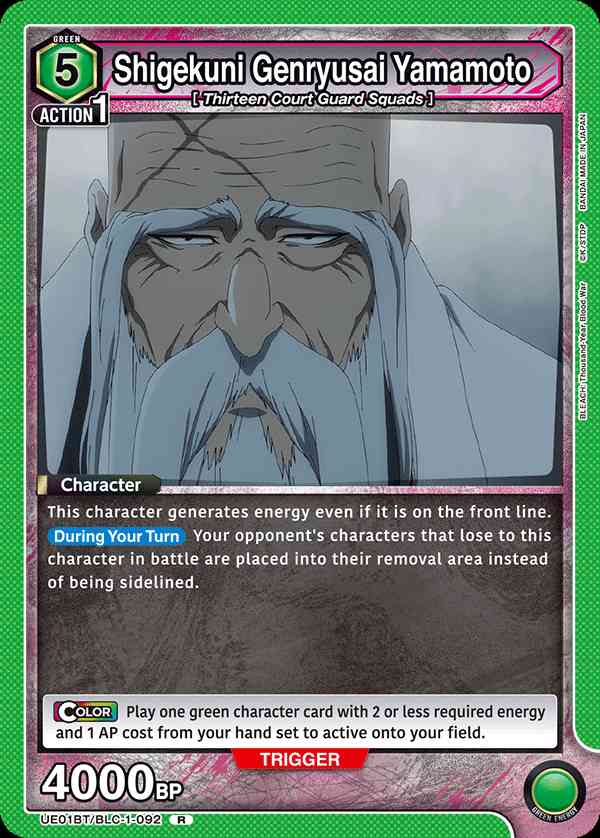 GREEN
5
Shigekuni Genryusai Yamamoto
[ Thirteen Court Guard Squads ]
ACTION 1
BANDAI MADE IN JAPAN
©K/STDP
BLEACH: Thousand-Year Blood War
Character
This character generates energy even if it is on the front line.
During Your Turn Your opponent's characters that lose to this
character in battle are placed into their removal area instead
of being sidelined.
COLOR Play one green character card with 2 or less required energy
and 1 AP cost from your hand set to active onto your field.
TRIGGER
4000BP
GREEN ENERGY
UE01BT/BLC-1-092 R